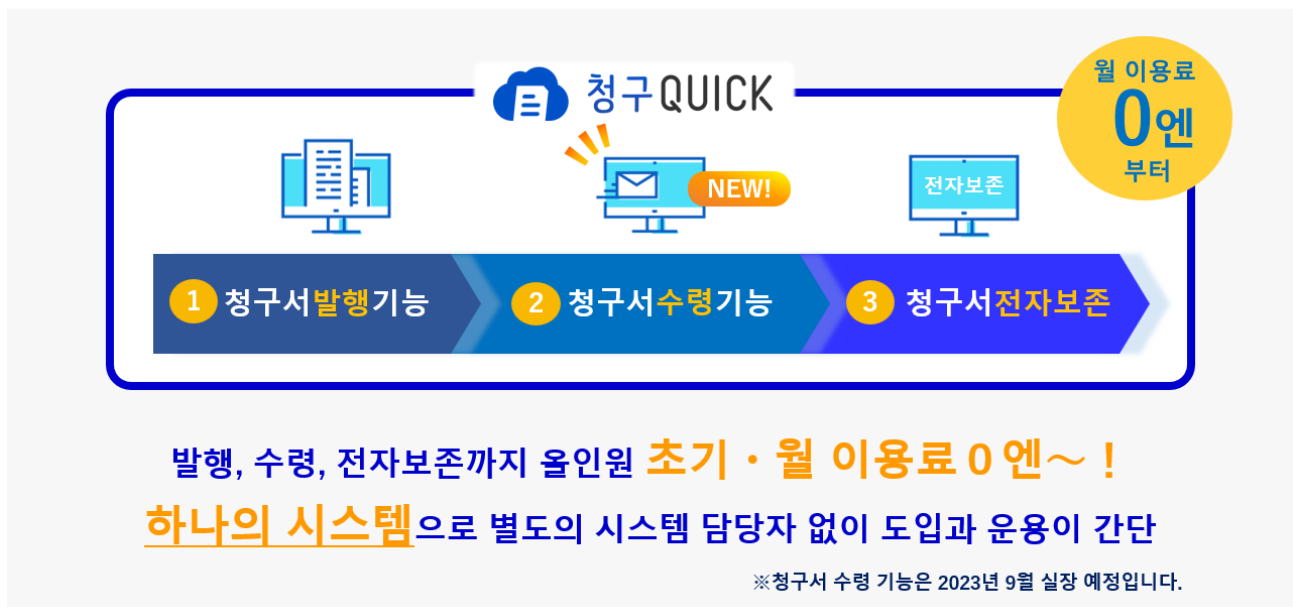 월 이용료
0엔
부터
청구QUICK
NEW!
전자보존
1 청구서발행기능
2 청구서수령기능
3 청구서전자보존
발행, 수령, 전자보존까지 올인원 초기・월 이용료 0 엔～！
하나의 시스템으로 별도의 시스템 담당자 없이 도입과 운용이 간단
※청구서 수령 기능은 2023년 9월 실장 예정입니다.